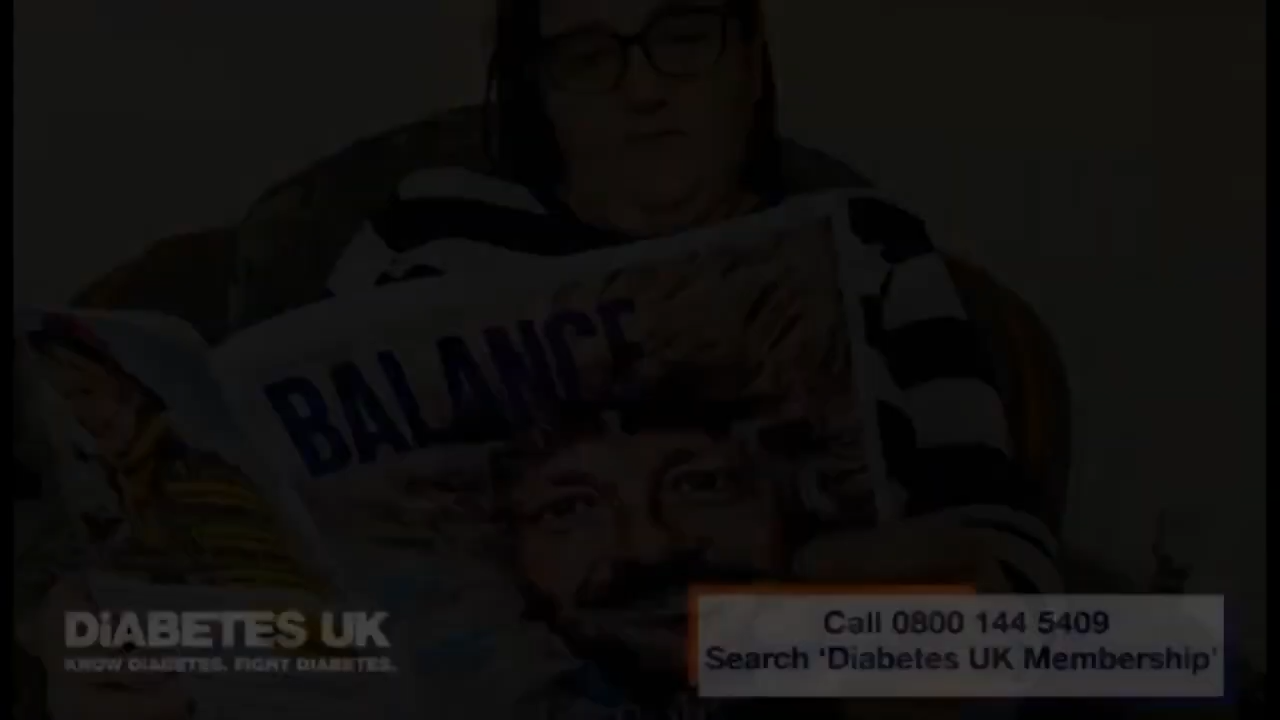 BALANCE
DiABETES UK
KNOW DIABETES. FIGHT DIABETES.
Call 0800 144 5409
Search ‘Diabetes UK Membership’